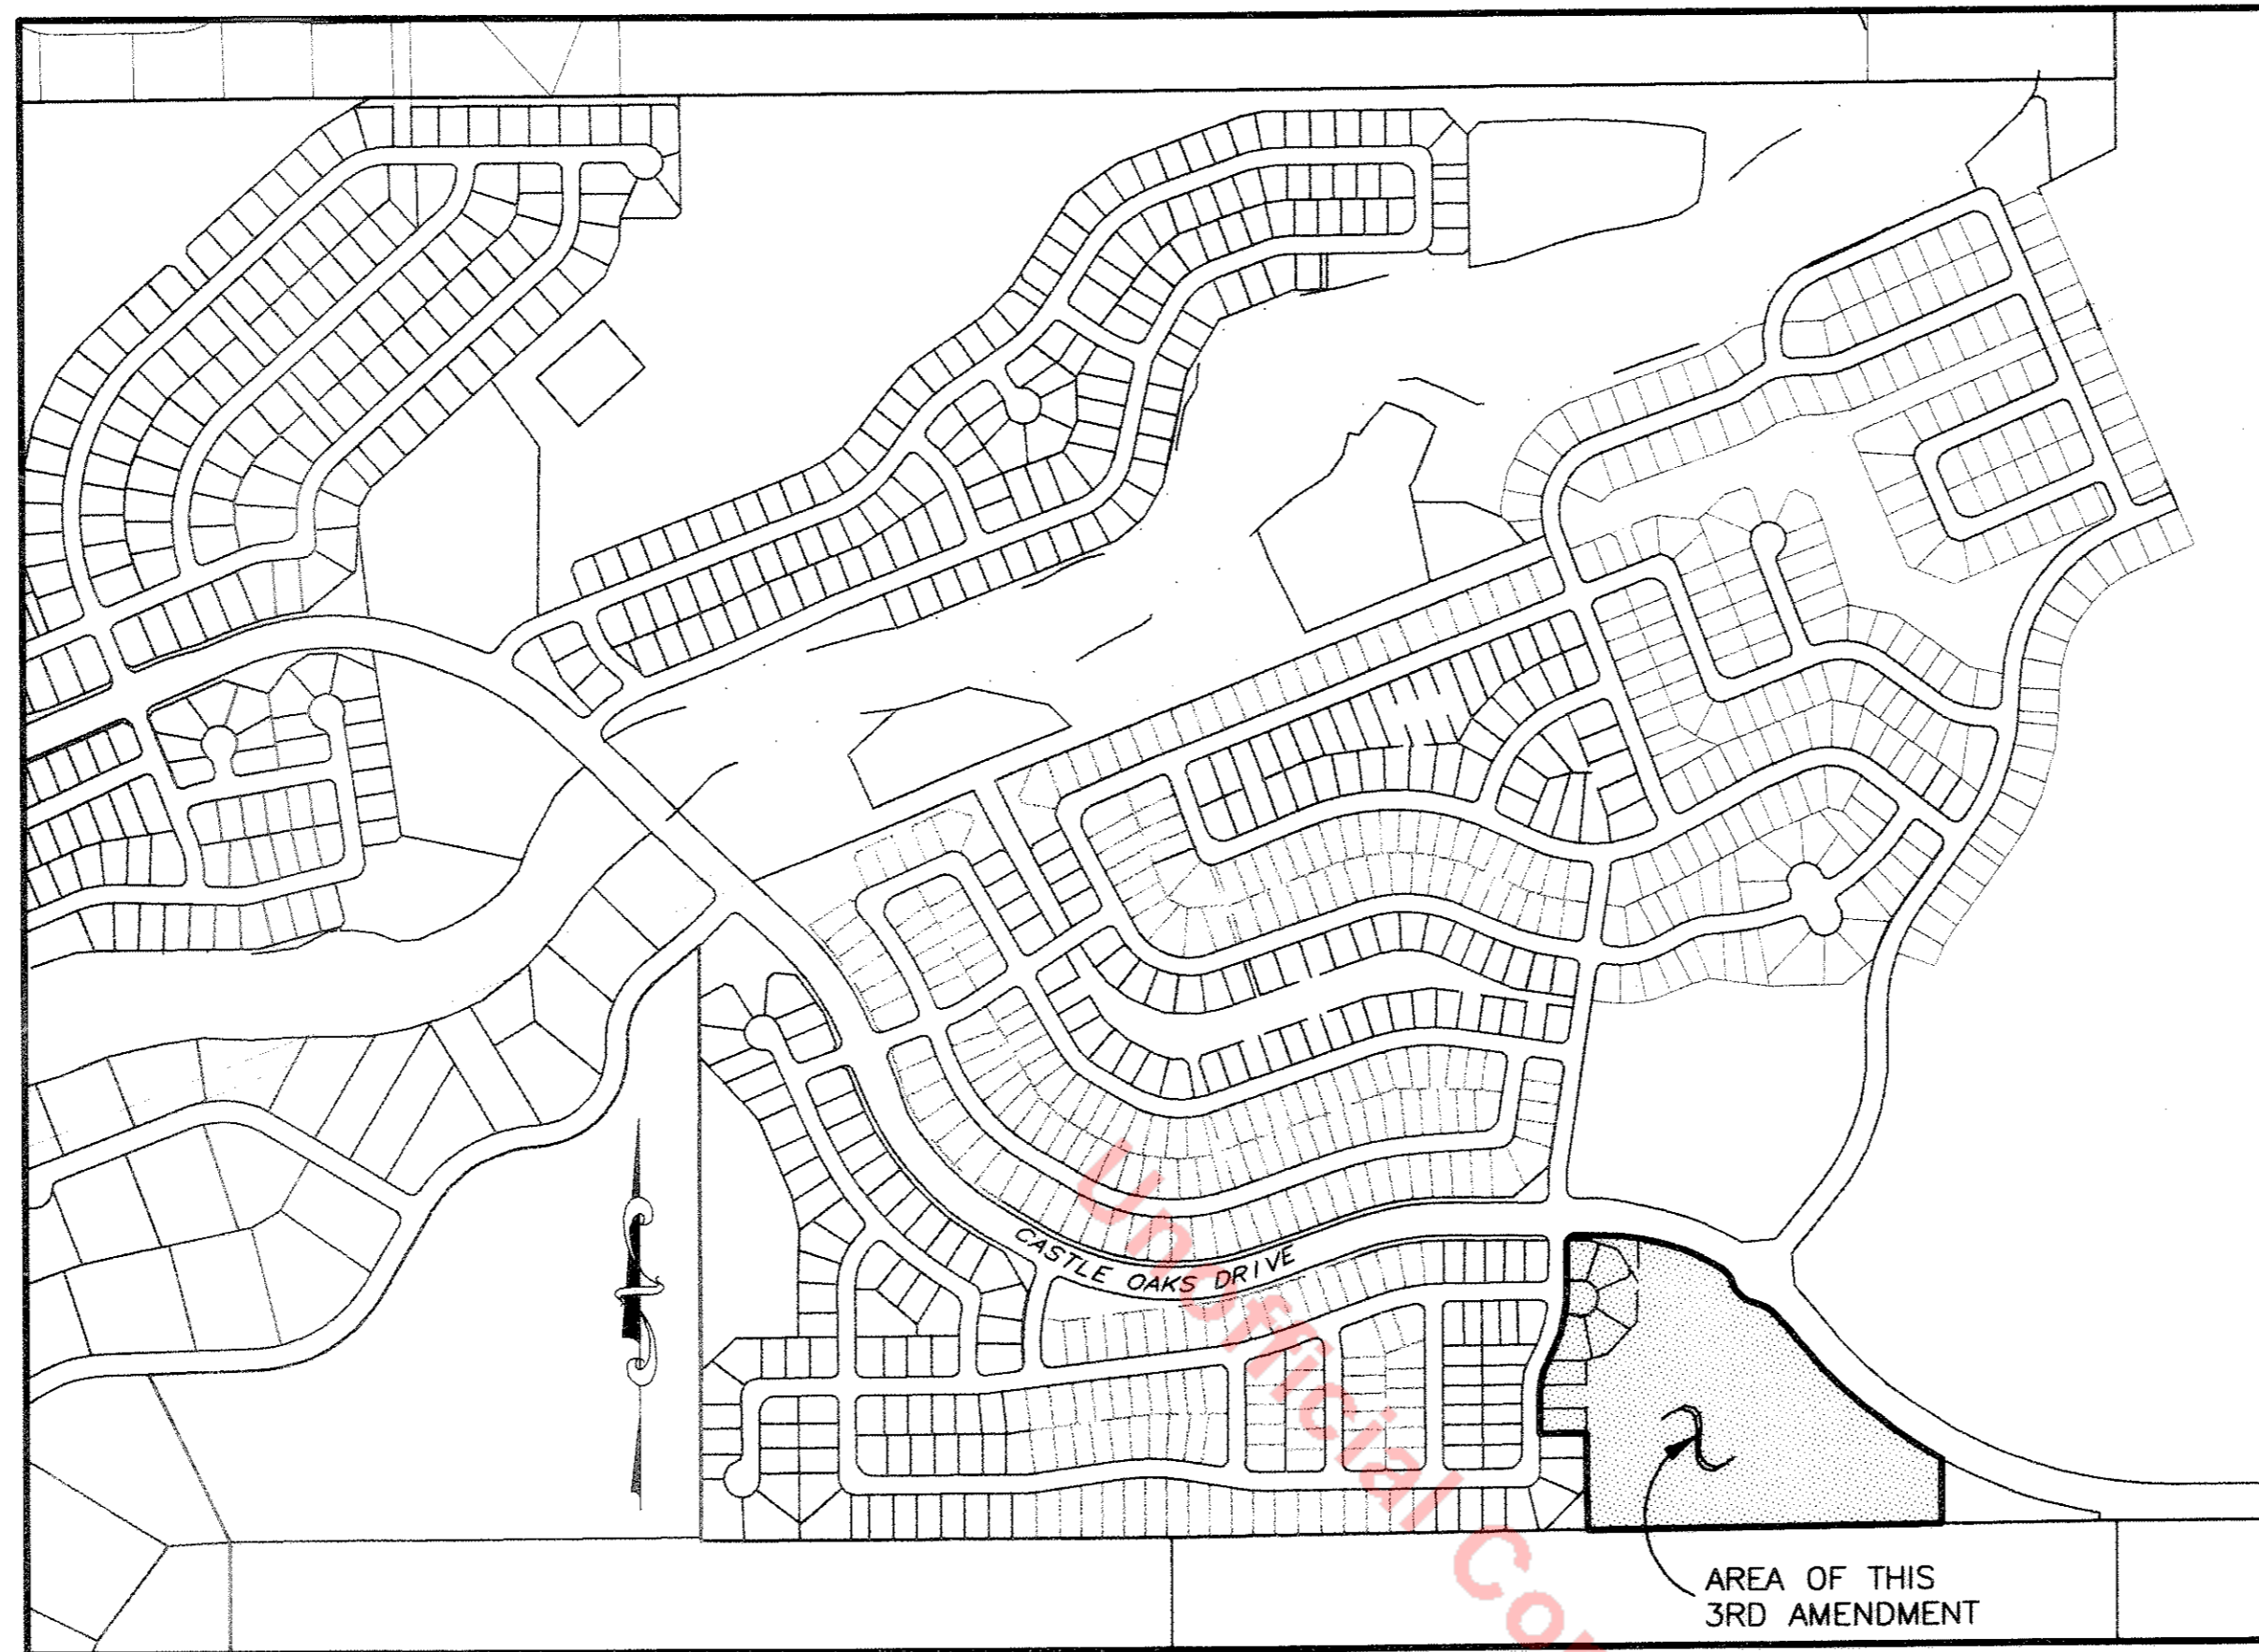 CASTLE OAKS DRIVE
Unofficial Co
AREA OF THIS
3RD AMENDMENT